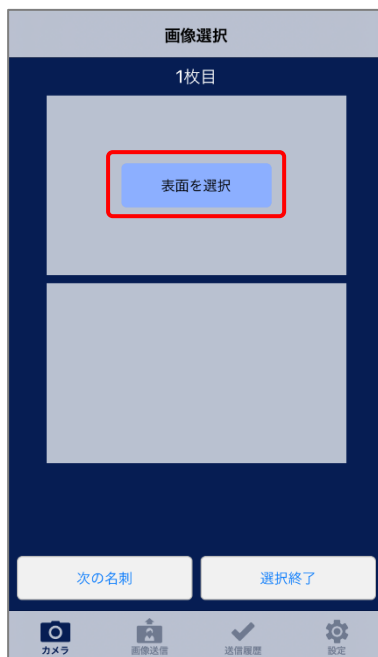 画像選択
1枚目
表面を選択
次の名刺
選択終了
カメラ
画像送信
送信履歴
設定